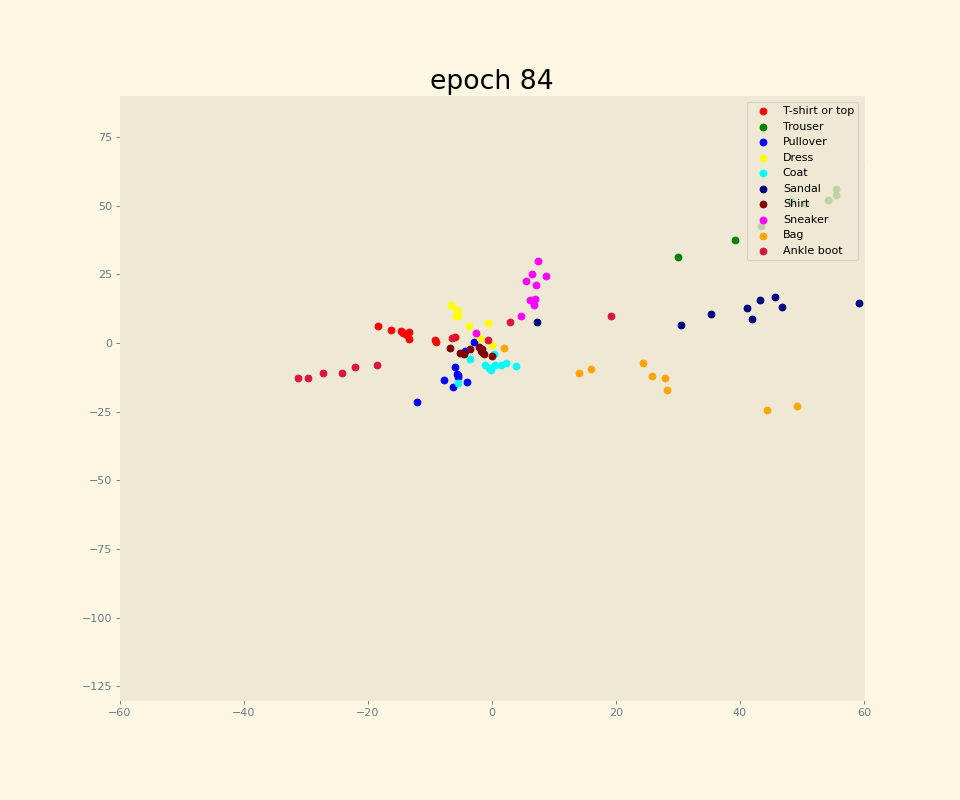 epoch 84
T-shirt or top
Trouser
Pullover
Dress
Coat
Sandal
Shirt
Sneaker
Bag
Ankle boot
75
50
25
0
−25
−50
−75
−100
−125
−60 −40 −20 0 20 40 60